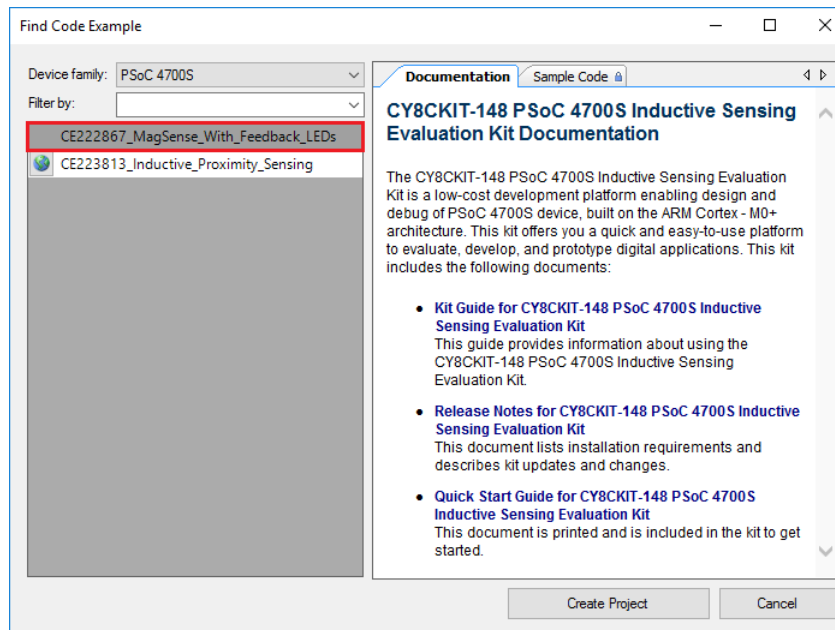 Find Code Example
Device family: PSoC 4700S
Filter by:
CE222867_MagSense_With_Feedback_LEDs
CE223813_Inductive_Proximity_Sensing
Documentation Sample Code
CY8CKIT-148 PSoC 4700S Inductive Sensing
Evaluation Kit Documentation
The CY8CKIT-148 PSoC 4700S Inductive Sensing Evaluation
Kit is a low-cost development platform enabling design and
debug of PSoC 4700S device, built on the ARM Cortex - M0+
architecture. This kit offers you a quick and easy-to-use platform
to evaluate, develop, and prototype digital applications. This kit
includes the following documents:
• Kit Guide for CY8CKIT-148 PSoC 4700S Inductive
Sensing Evaluation Kit
This guide provides information about using the
CY8CKIT-148 PSoC 4700S Inductive Sensing
Evaluation Kit.
• Release Notes for CY8CKIT-148 PSoC 4700S Inductive
Sensing Evaluation Kit
This document lists installation requirements and
describes kit updates and changes.
• Quick Start Guide for CY8CKIT-148 PSoC 4700S
Inductive Sensing Evaluation Kit
This document is printed and is included in the kit to get
started.
Create Project Cancel